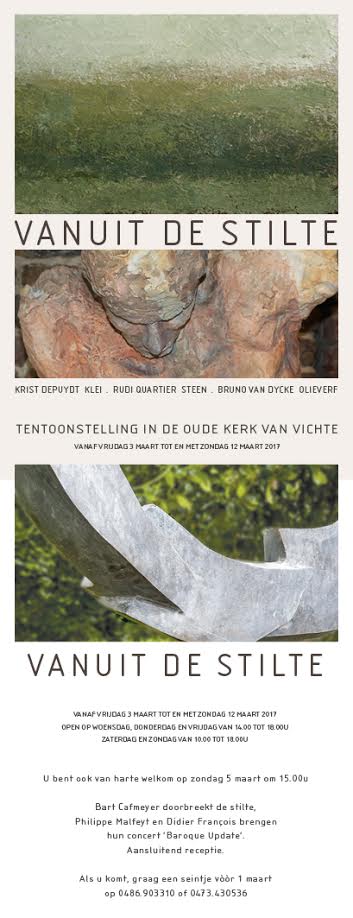 VANUIT DE STILTE
KRIST DEPUYDT KLEI . RUDI QUARTIER STEEN . BRUNO VAN DYCKE OLIEVERF
TENTOONSTELLING IN DE OUDE KERK VAN VICHTE
VANAF VRIJDAG 3 MAART TOT EN MET ZONDAG 12 MAART 2017
VANUIT DE STILTE
VANAF VRIJDAG 3 MAART TOT EN MET ZONDAG 12 MAART 2017
OPEN OP WOENSDAG, DONDERDAG EN VRIJDAG VAN 14.00 TOT 18.00U
ZATERDAG EN ZONDAG VAN 10.00 TOT 18.00U
U bent ook van harte welkom op zondag 5 maart om 15.00u
Bart Cafmeyer doorbreekt de stilte,
Philippe Malfeyt en Didier François brengen
hun concert 'Baroque Update'.
Aansluitend receptie.
Als u komt, graag een seintje vòòr 1 maart
op 0486.903310 of 0473.430536